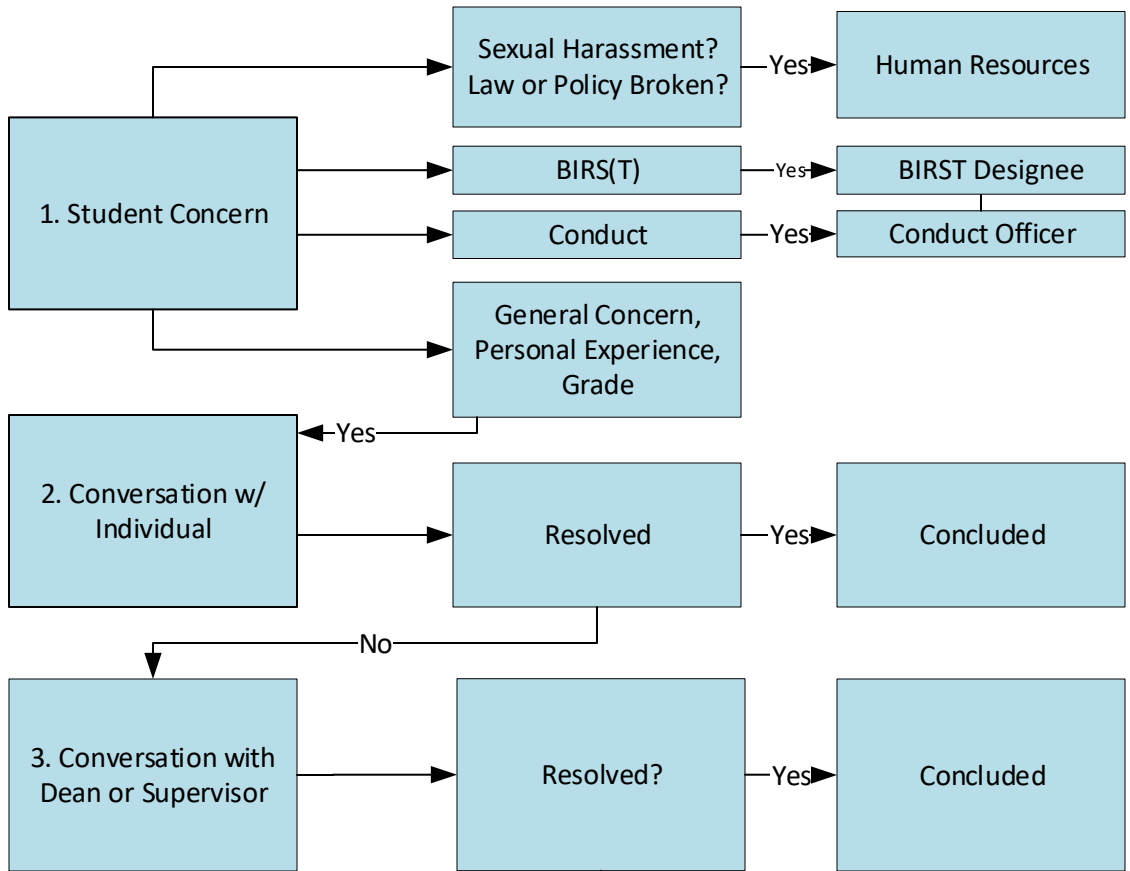 Sexual Harassment?
Law or Policy Broken?
Yes
Human Resources
1. Student Concern
BIRS(T)
Yes
BIRST Designee
Conduct
Yes
Conduct Officer
General Concern,
Personal Experience,
Grade
Yes
2. Conversation w/
Individual
Resolved
Yes
Concluded
No
3. Conversation with
Dean or Supervisor
Resolved?
Yes
Concluded